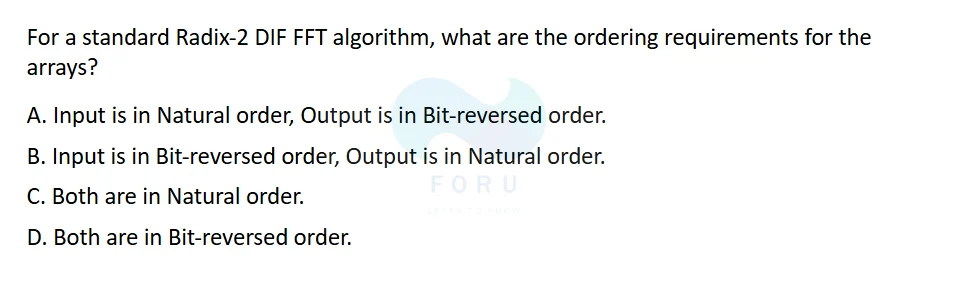 For a standard Radix-2 DIF FFT algorithm, what are the ordering requirements for the
arrays?
A. Input is in Natural order, Output is in Bit-reversed order.
B. Input is in Bit-reversed order, Output is in Natural order.
FORU
C. Both are in Natural order.
D. Both are in Bit-reversed order.